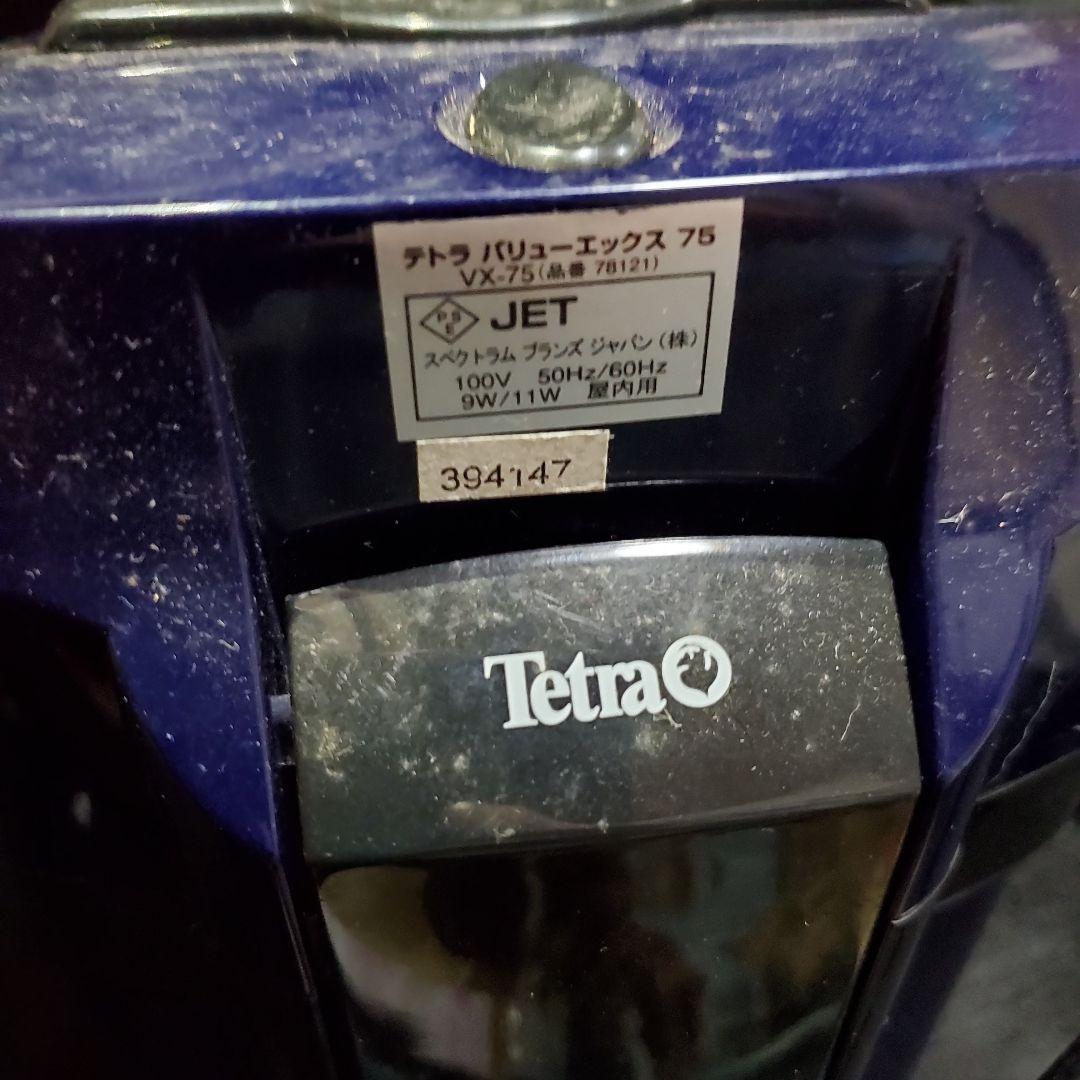 テトラ バリューエックス 75
VX-75(品番 78121)
PSE JET
スペクトラム ブランズ ジャパン(株)
100V 50Hz/60Hz
9W/11W 屋内用
394147
Tetra